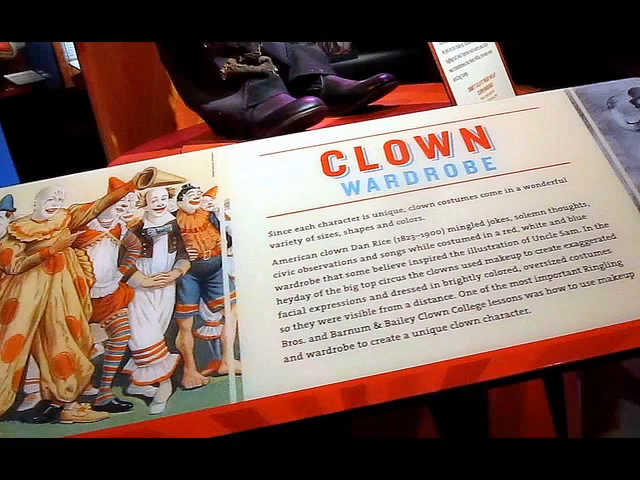 CLOWN
WARDROBE
Since each character is unique, clown costumes come in a wonderful
variety of sizes, shapes and colors.
American clown Dan Rice (1823-1900) mingled jokes, solemn thoughts,
civic observations and songs while costumed in a red, white and blue
wardrobe that some believe inspired the illustration of Uncle Sam. In the
heyday of the big top circus the clowns used makeup to create exaggerated
facial expressions and dressed in brightly colored, oversized costumes
so they were visible from a distance. One of the most important Ringling
Bros. and Barnum & Bailey Clown College lessons was how to use makeup
and wardrobe to create a unique clown character.